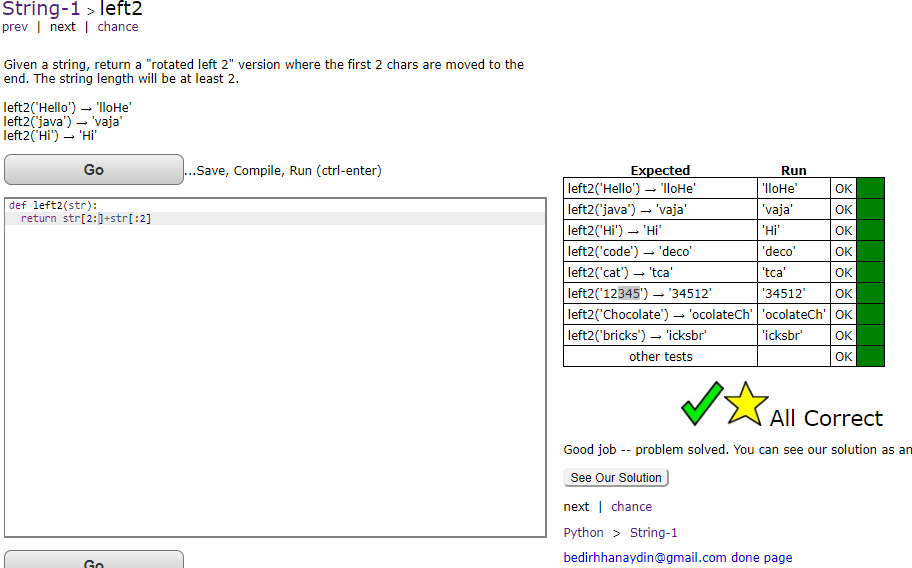 String-1 > left2
prev | next | chance
Given a string, return a "rotated left 2" version where the first 2 chars are moved to the
end. The string length will be at least 2.
left2('Hello') → 'lloHe'
left2('java') → 'vaja'
left2('Hi') → 'Hi'
Go ...Save, Compile, Run (ctrl-enter)
def left2(str):
return str[2:]+str[:2]
Go
Expected Run
left2('Hello') → 'lloHe' 'lloHe' OK
left2('java') → 'vaja' 'vaja' OK
left2('Hi') → 'Hi' 'Hi' OK
left2('code') → 'deco' 'deco' OK
left2('cat') → 'tca' 'tca' OK
left2('12345') → '34512' '34512' OK
left2('Chocolate') → 'ocolateCh' 'ocolateCh' OK
left2('bricks') → 'icksbr' 'icksbr' OK
other tests OK
All Correct
Good job -- problem solved. You can see our solution as an
See Our Solution
next | chance
Python > String-1
bedirhhanaydin@gmail.com done page